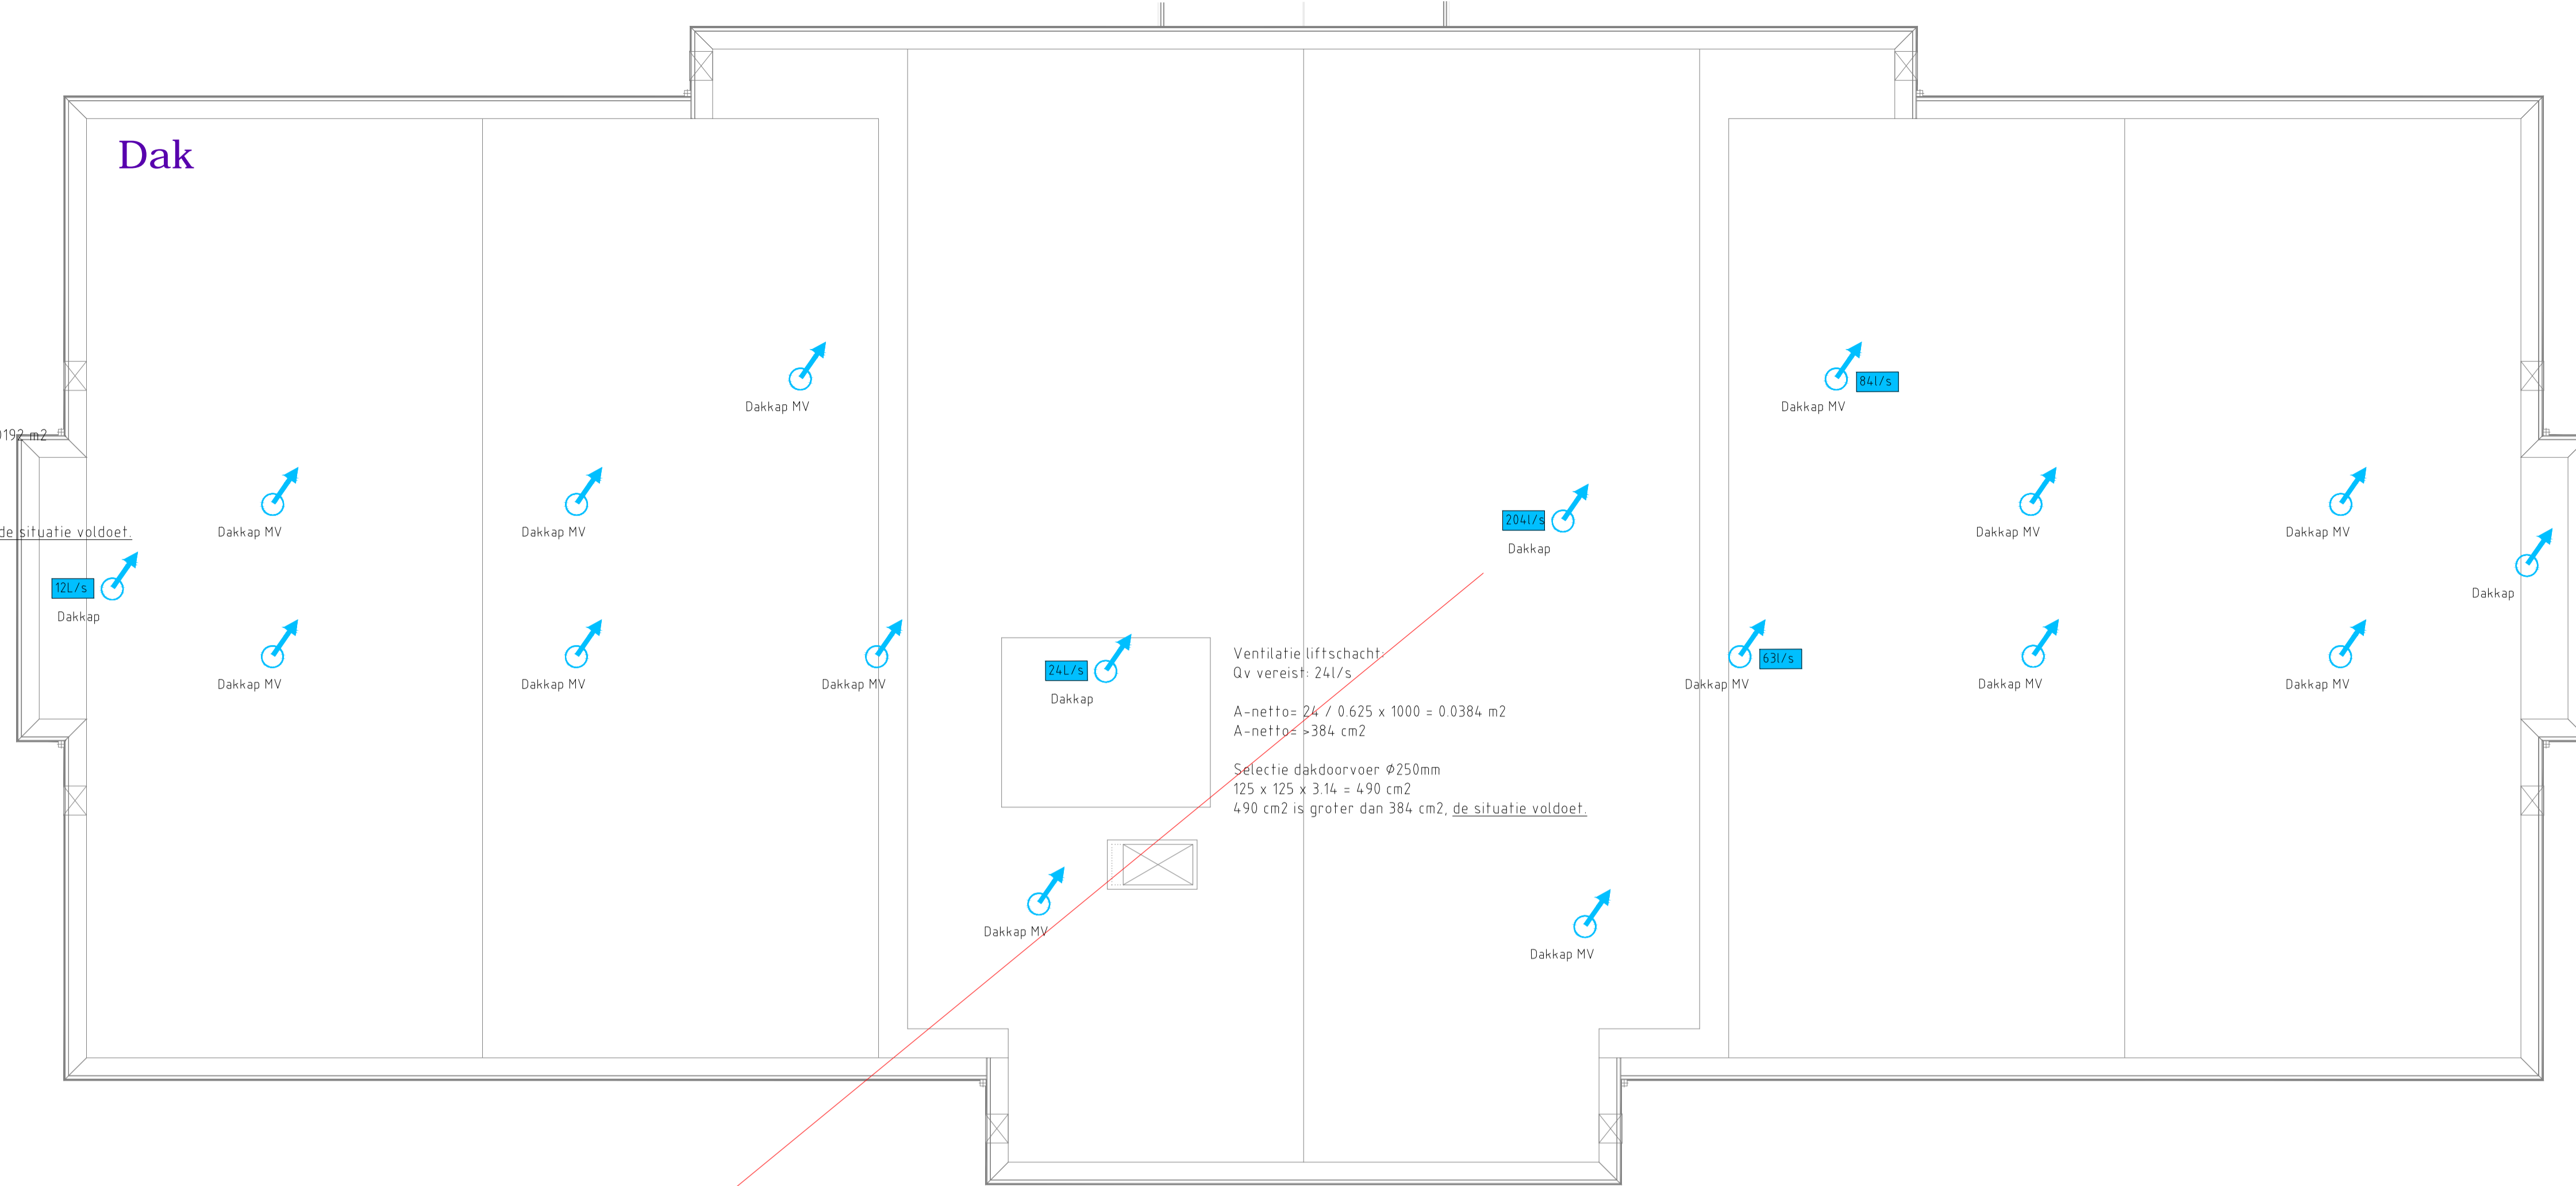 Dak
Dakkap MV
84l/s
Dakkap MV
192 m2
Dakkap MV
Dakkap MV
204l/s
Dakkap
Dakkap MV
Dakkap MV
de situatie voldoet.
12L/s
Dakkap
Dakkap
Dakkap MV
Dakkap MV
Dakkap MV
24L/s
Dakkap
Ventilatie liftschacht:
Qv vereist: 24l/s
A-netto= 24 / 0.625 x 1000 = 0.0384 m2
A-netto= >384 cm2
Selectie dakdoorvoer Ø250mm
125 x 125 x 3.14 = 490 cm2
490 cm2 is groter dan 384 cm2, de situatie voldoet.
63l/s
Dakkap MV
Dakkap MV
Dakkap MV
Dakkap MV
Dakkap MV